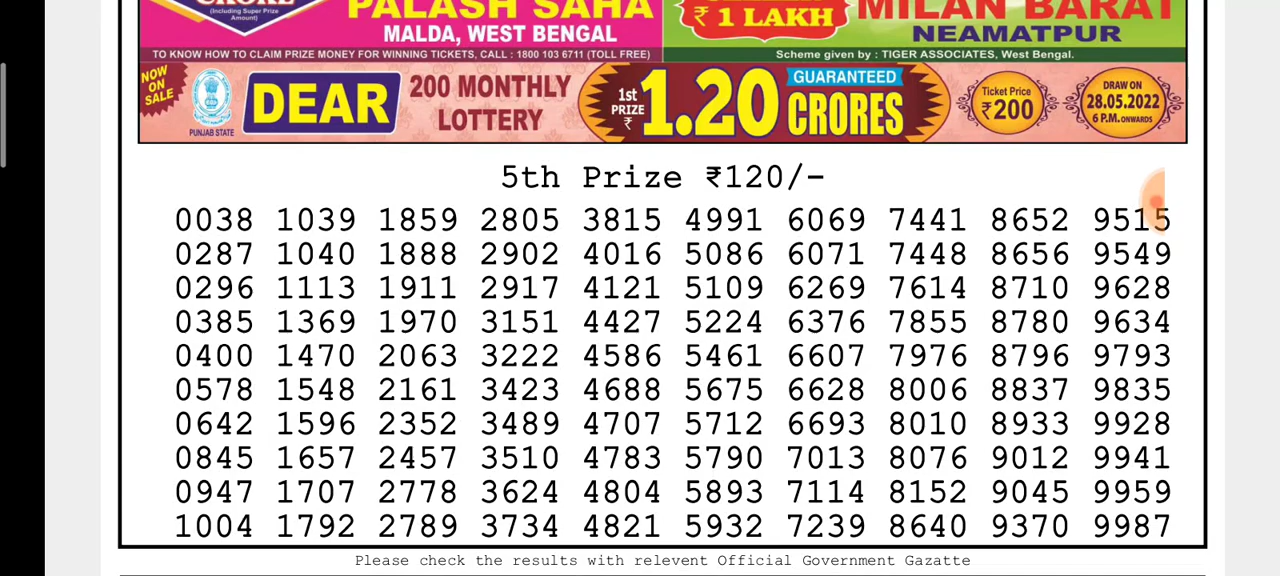 CRORE
(Including Super Prize
Amount)
PALASH SAHA
MALDA, WEST BENGAL
₹ 1 LAKH
MILAN BARAT
NEAMATPUR
TO KNOW HOW TO CLAIM PRIZE MONEY FOR WINNING TICKETS, CALL : 1800 103 6711 (TOLL FREE)
Scheme given by : TIGER ASSOCIATES, West Bengal.
NOW
ON
SALE
PUNJAB STATE
DEAR
200 MONTHLY
LOTTERY
1st
PRIZE
₹
1.20
GUARANTEED
CRORES
Ticket Price
₹200
DRAW ON
28.05.2022
6 P.M. ONWARDS
5th Prize ₹120/-
0038 1039 1859 2805 3815 4991 6069 7441 8652 9515
0287 1040 1888 2902 4016 5086 6071 7448 8656 9549
0296 1113 1911 2917 4121 5109 6269 7614 8710 9628
0385 1369 1970 3151 4427 5224 6376 7855 8780 9634
0400 1470 2063 3222 4586 5461 6607 7976 8796 9793
0578 1548 2161 3423 4688 5675 6628 8006 8837 9835
0642 1596 2352 3489 4707 5712 6693 8010 8933 9928
0845 1657 2457 3510 4783 5790 7013 8076 9012 9941
0947 1707 2778 3624 4804 5893 7114 8152 9045 9959
1004 1792 2789 3734 4821 5932 7239 8640 9370 9987
Please check the results with relevent Official Government Gazatte